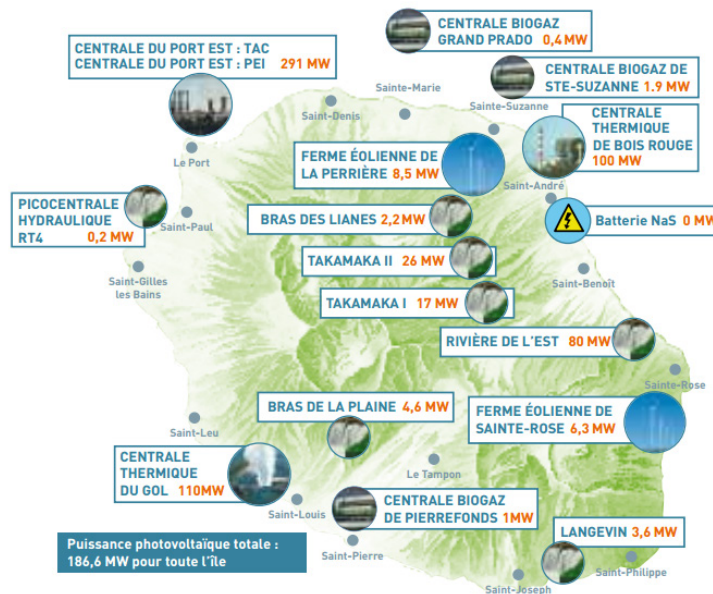 CENTRALE BIOGAZ
GRAND PRADO 0,4 MW
CENTRALE DU PORT EST : TAC
CENTRALE DU PORT EST : PEI 291 MW
CENTRALE BIOGAZ DE
STE-SUZANNE 1.9 MW
Sainte-Marie
Saint-Denis
Sainte-Suzanne
CENTRALE
THERMIQUE
DE BOIS ROUGE
100 MW
Le Port
FERME ÉOLIENNE DE
LA PERRIÈRE 8,5 MW
Saint-André
PICOCENTRALE
HYDRAULIQUE
RT4 0,2 MW
Saint-Paul
BRAS DES LIANES 2,2 MW
Batterie NaS 0 MW
TAKAMAKA II 26 MW
Saint-Benoît
Saint-Gilles
les Bains
TAKAMAKA I 17 MW
RIVIÈRE DE L'EST 80 MW
Sainte-Rose
BRAS DE LA PLAINE 4,6 MW
FERME ÉOLIENNE DE
SAINTE-ROSE 6,3 MW
Saint-Leu
CENTRALE
THERMIQUE
DU GOL 110MW
Le Tampon
Saint-Louis
CENTRALE BIOGAZ
DE PIERREFONDS 1MW
LANGEVIN 3,6 MW
Puissance photovoltaïque totale :
186,6 MW pour toute l'île
Saint-Pierre
Saint-Joseph
Saint-Philippe